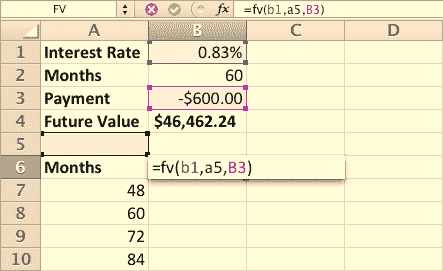 FV fx =fv(b1,a5,B3)
A B C D
1 Interest Rate 0.83%
2 Months 60
3 Payment -$600.00
4 Future Value $46,462.24
5
6 Months =fv(b1,a5,B3)
7 48
8 60
9 72
10 84